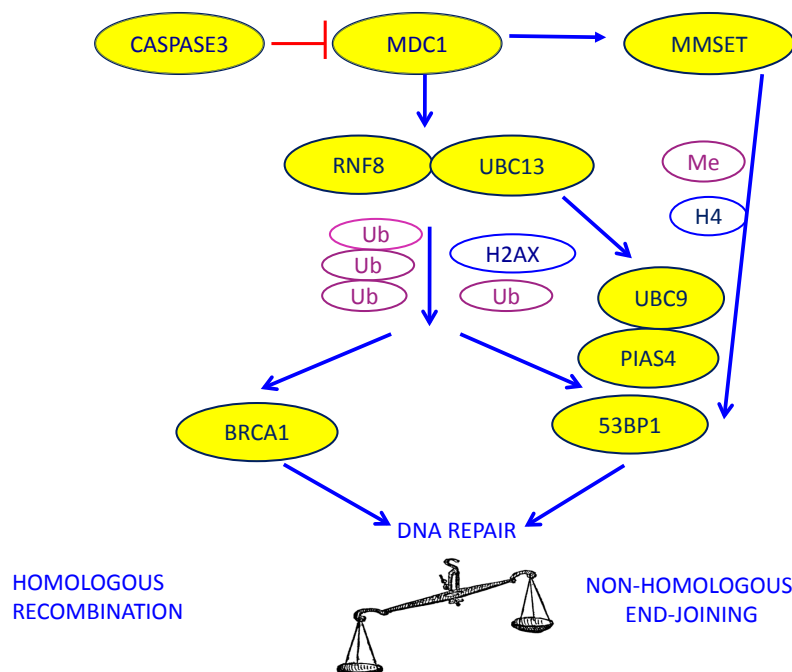 CASPASE3
MDC1
MMSET
RNF8
UBC13
Me
H4
Ub
Ub
Ub
H2AX
Ub
UBC9
PIAS4
BRCA1
53BP1
DNA REPAIR
HOMOLOGOUS
RECOMBINATION
NON-HOMOLOGOUS
END-JOINING